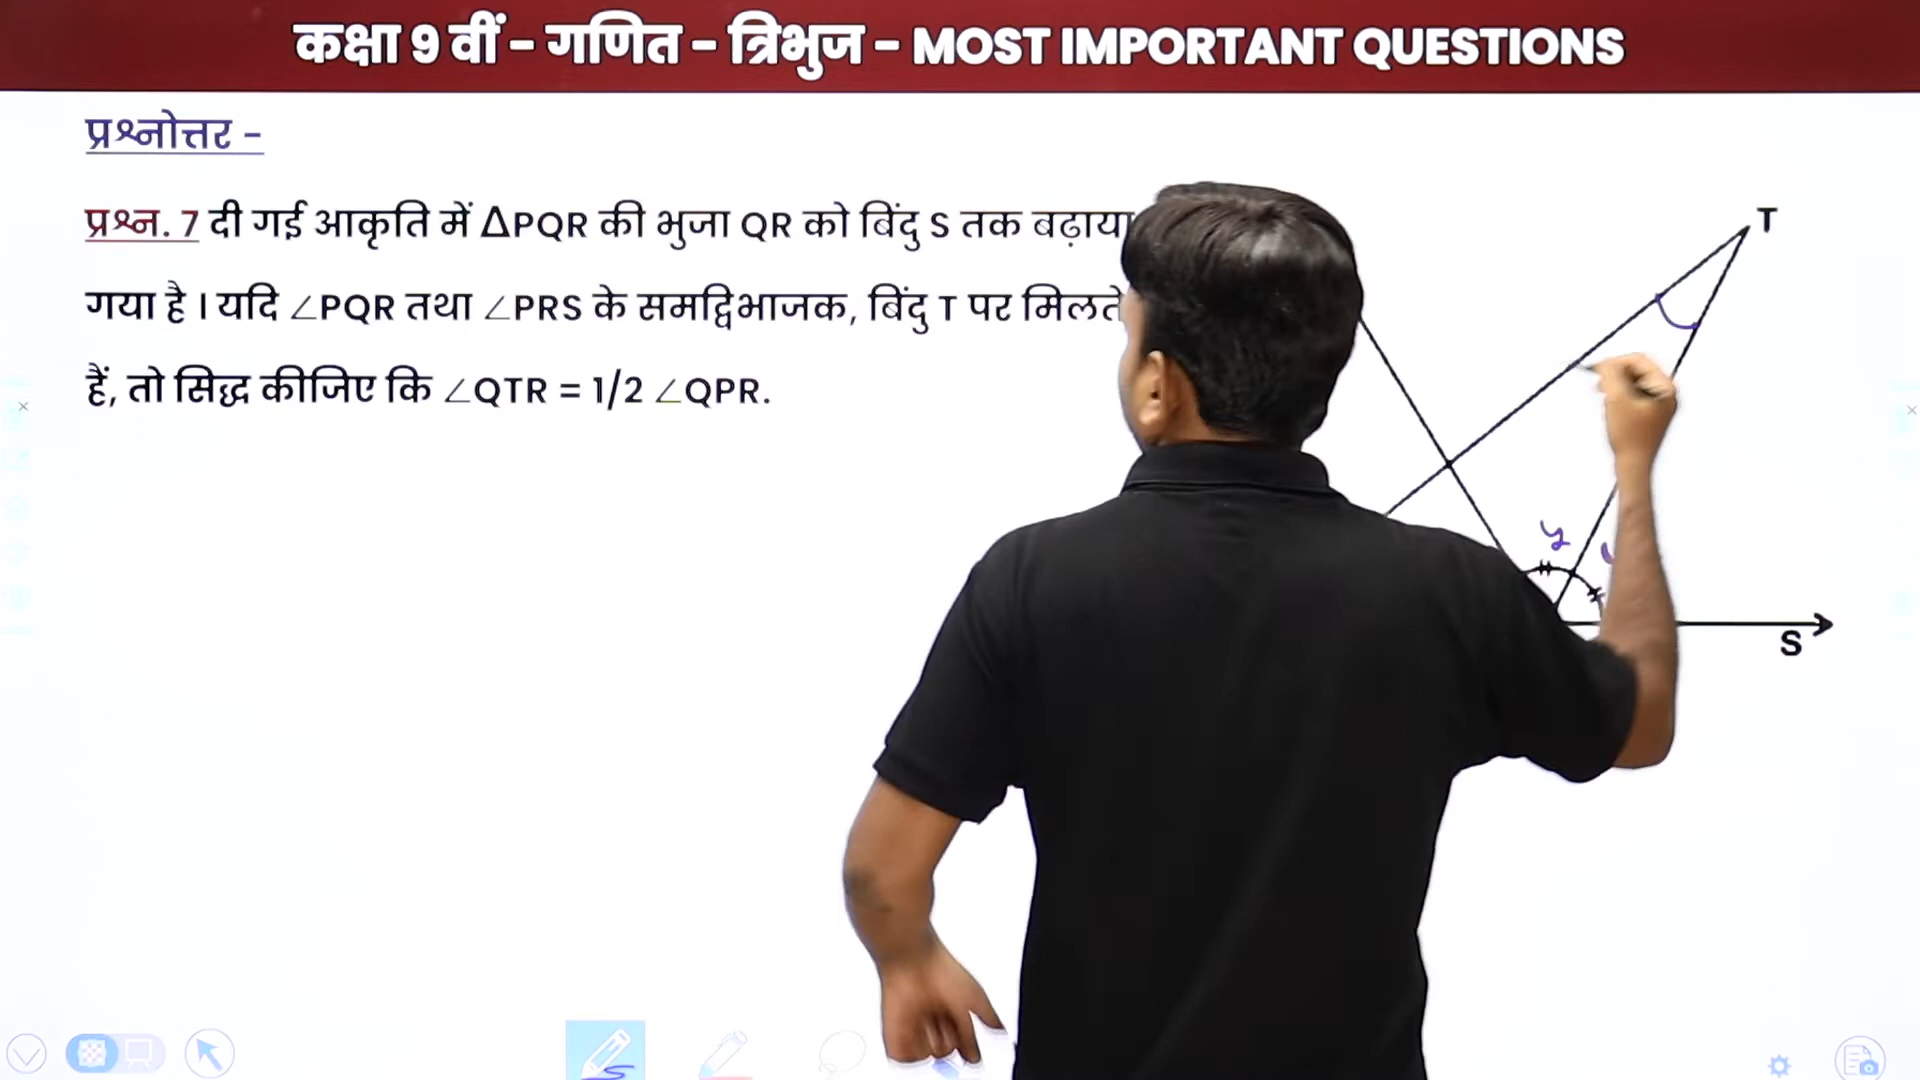 कक्षा 9 वीं - गणित - त्रिभुज - MOST IMPORTANT QUESTIONS
प्रश्नोत्तर -
प्रश्न. 7 दी गई आकृति में ΔPQR की भुजा QR को बिंदु S तक बढ़ाया
गया है । यदि ∠PQR तथा ∠PRS के समद्विभाजक, बिंदु T पर मिलते
हैं, तो सिद्ध कीजिए कि ∠QTR = 1/2 ∠QPR.
T
y
S